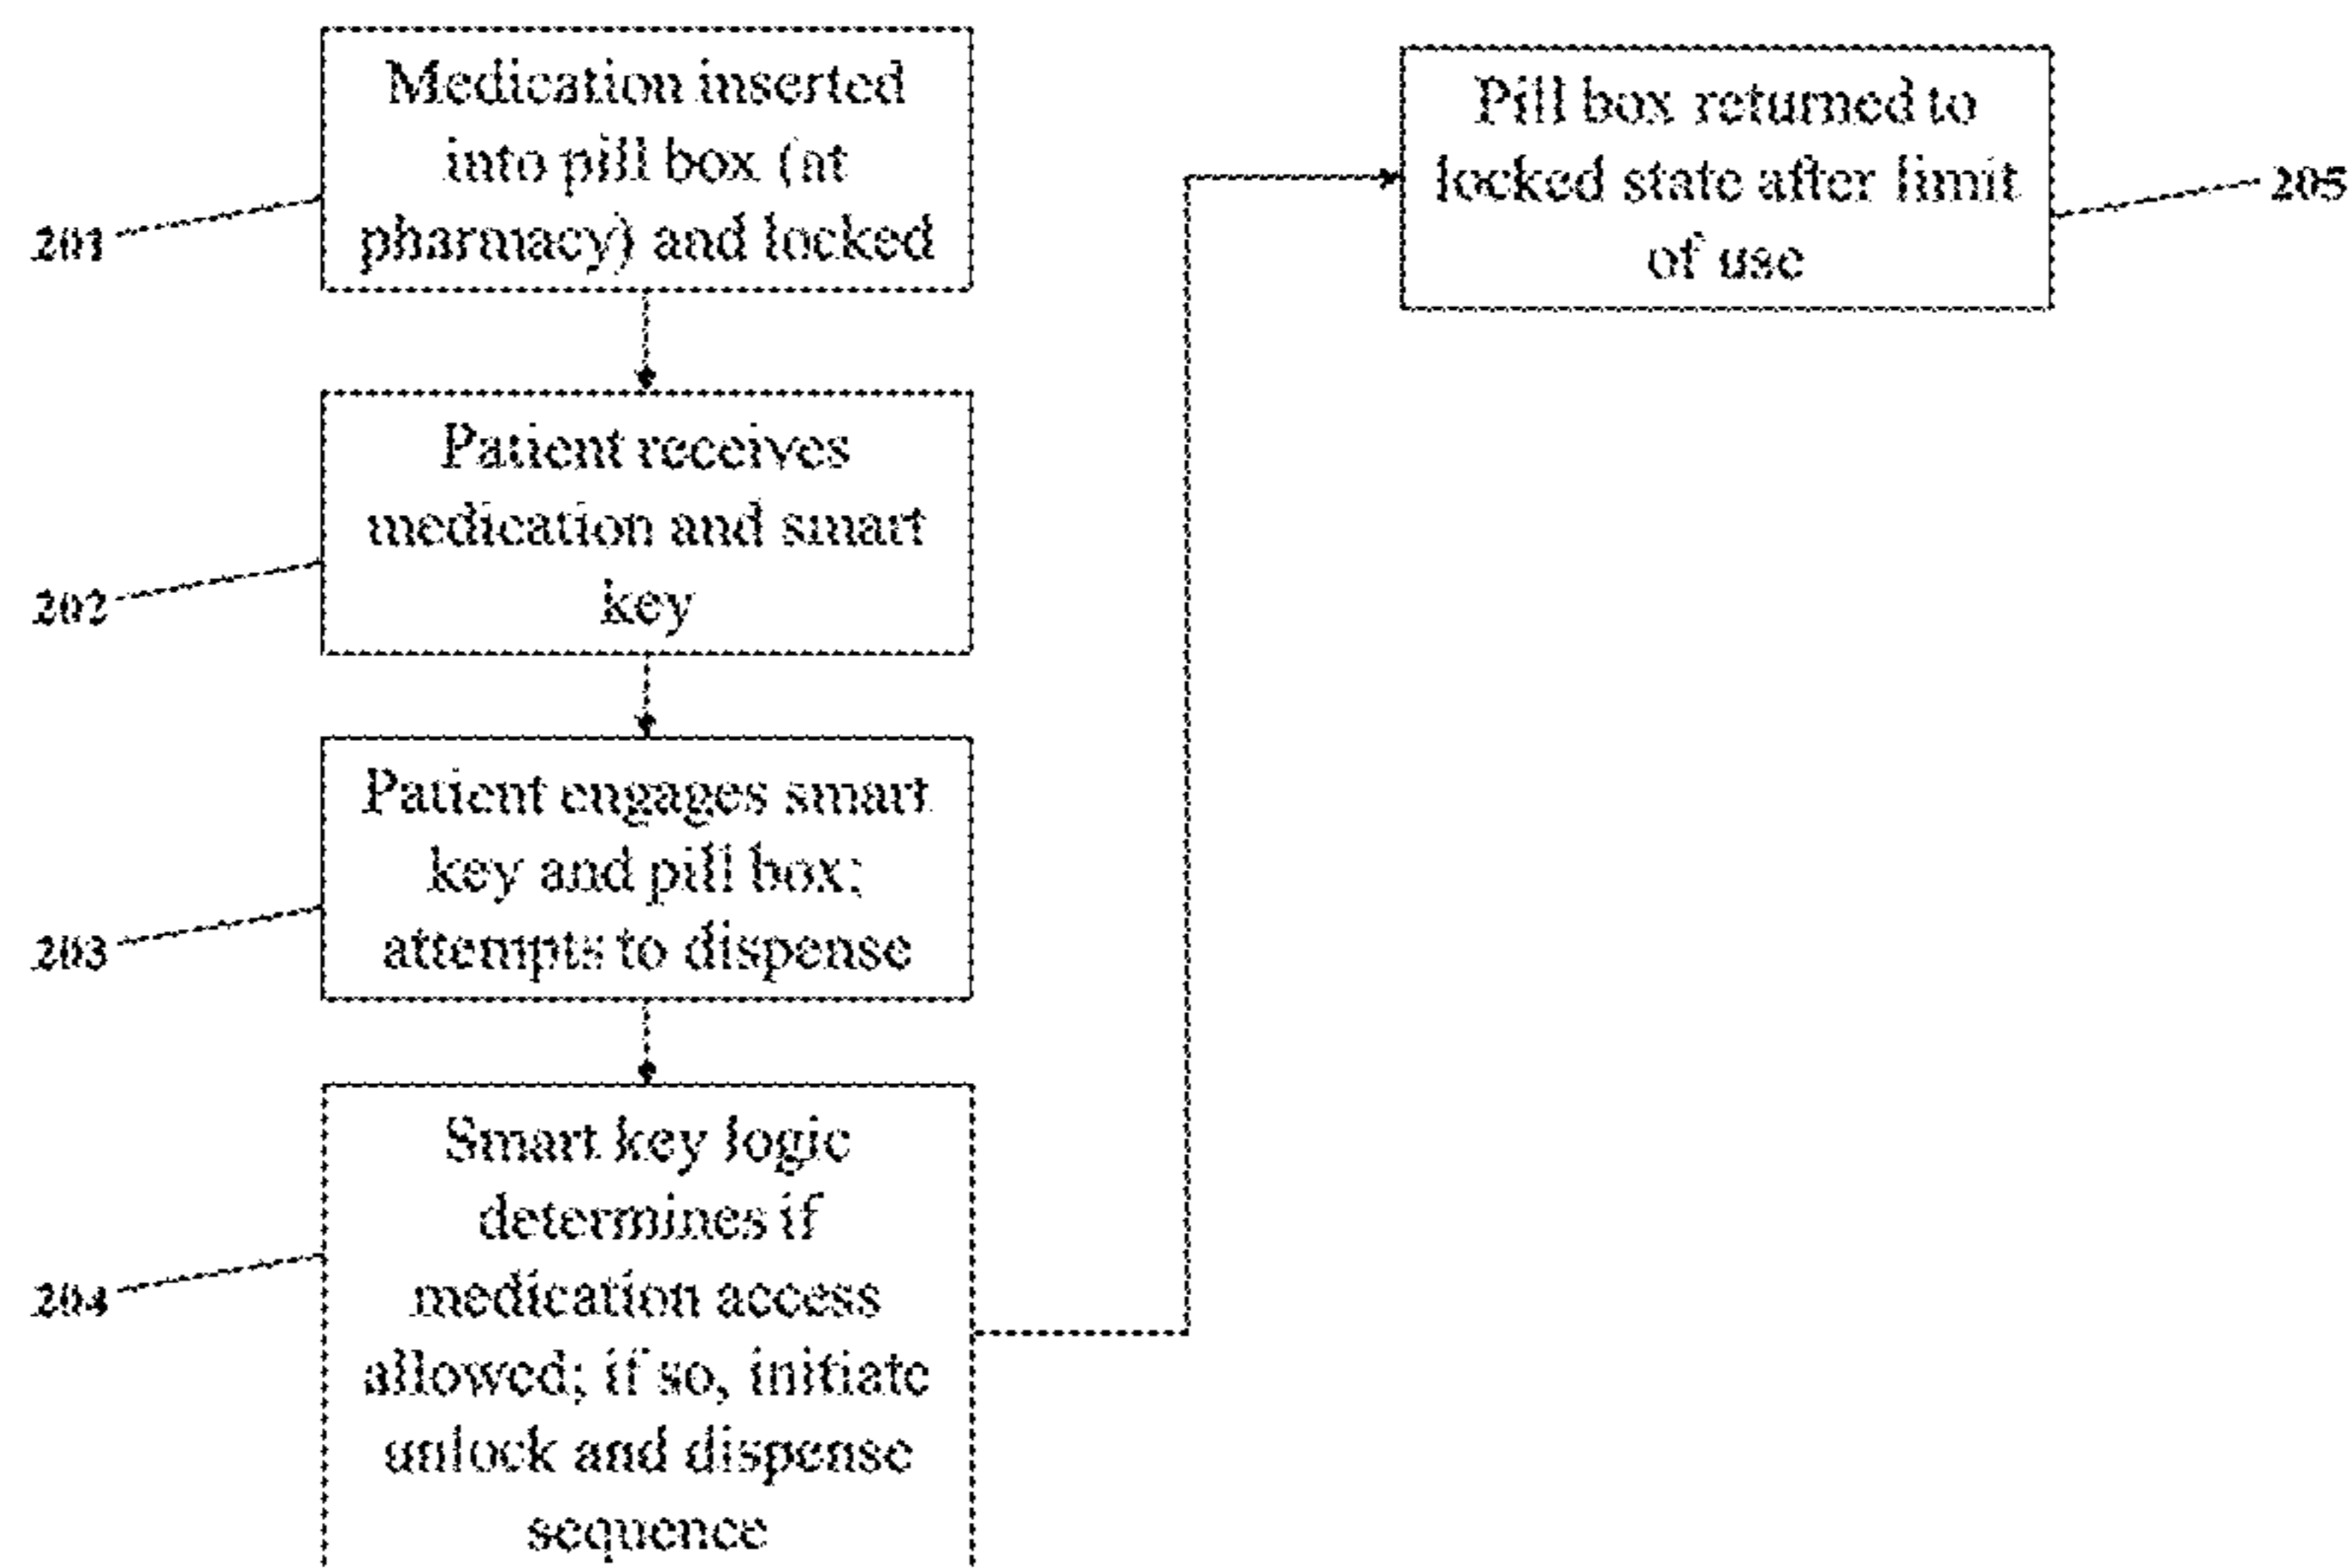 Medication inserted
into pill box (at
pharmacy) and locked
201
Patient receives
medication and smart
key
202
Patient engages smart
key and pill box;
attempts to dispense
203
Smart key logic
determines if
medication access
allowed; if so, initiate
unlock and dispense
sequence
204
Pill box returned to
locked state after limit
of use
205